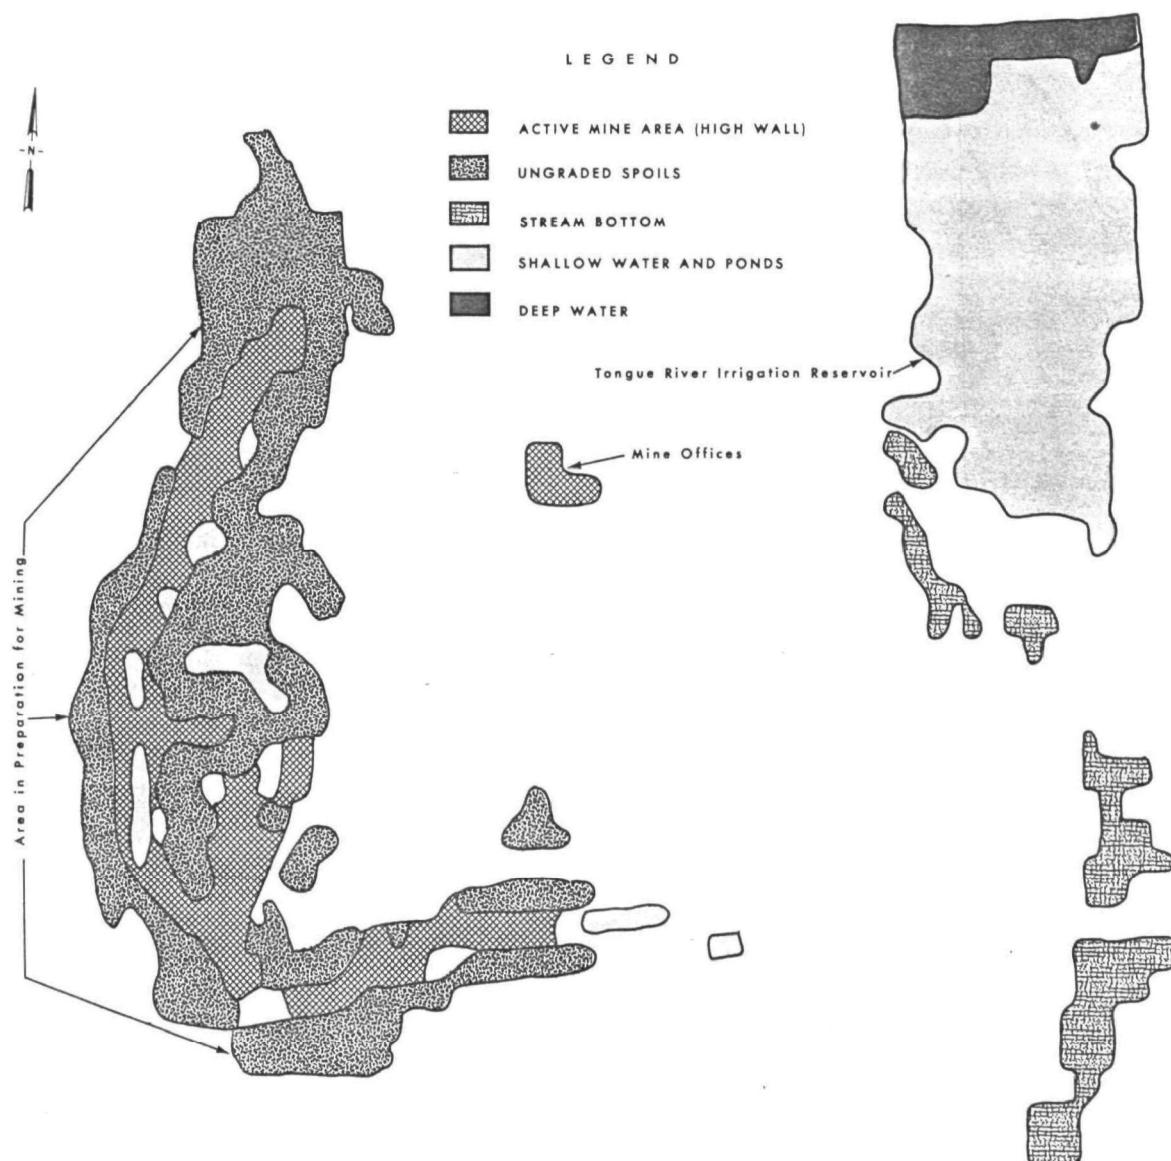 LEGEND
-N-
ACTIVE MINE AREA (HIGH WALL)
UNGRADED SPOILS
STREAM BOTTOM
SHALLOW WATER AND PONDS
DEEP WATER
Tongue River Irrigation Reservoir
Mine Offices
Area in Preparation for Mining